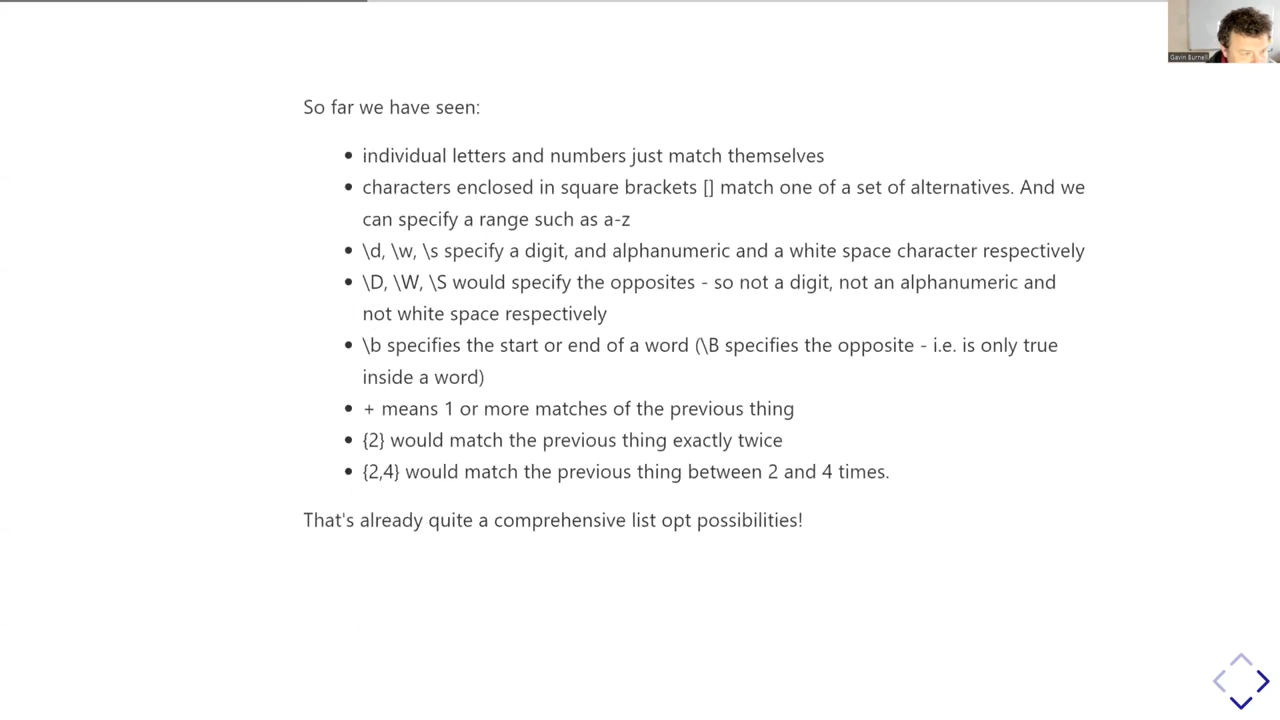 Gavin Burnell
So far we have seen:
• individual letters and numbers just match themselves
• characters enclosed in square brackets [] match one of a set of alternatives. And we
can specify a range such as a-z
• \d, \w, \s specify a digit, and alphanumeric and a white space character respectively
• \D, \W, \S would specify the opposites - so not a digit, not an alphanumeric and
not white space respectively
• \b specifies the start or end of a word (\B specifies the opposite - i.e. is only true
inside a word)
• + means 1 or more matches of the previous thing
• {2} would match the previous thing exactly twice
• {2,4} would match the previous thing between 2 and 4 times.
That's already quite a comprehensive list opt possibilities!